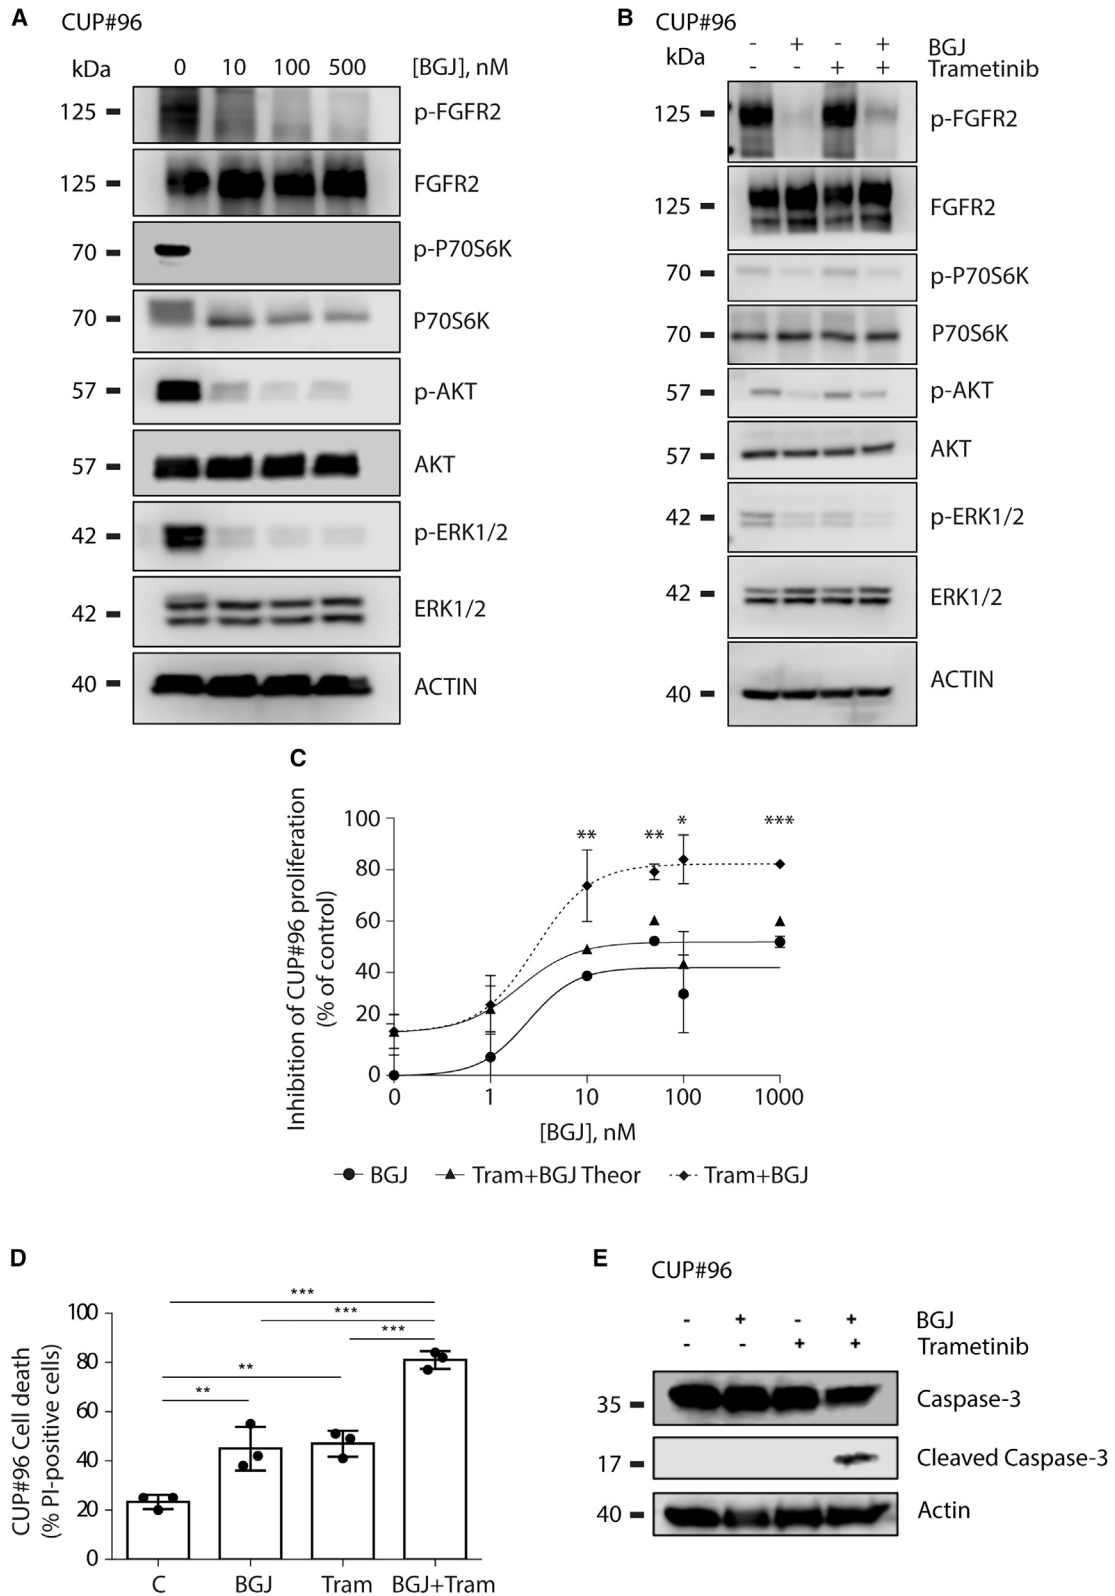 A CUP#96
kDa 0 10 100 500 [BGJ], nM
125 p-FGFR2
125 FGFR2
70 p-P70S6K
70 P70S6K
57 p-AKT
57 AKT
42 p-ERK1/2
42 ERK1/2
40 ACTIN
B CUP#96
- + - + BGJ
kDa - - + + Trametinib
125 p-FGFR2
125 FGFR2
70 p-P70S6K
70 P70S6K
57 p-AKT
57 AKT
42 p-ERK1/2
42 ERK1/2
40 ACTIN
C
Inhibition of CUP#96 proliferation
(% of control)
100
80
60
40
20
0
** ** * ***
0 1 10 100 1000
[BGJ], nM
BGJ Tram+BGJ Theor Tram+BGJ
D
CUP#96 Cell death
(% PI-positive cells)
100
80
60
40
20
0
***
***
***
**
**
C BGJ Tram BGJ+Tram
E CUP#96
- + - + BGJ
- - + + Trametinib
35 Caspase-3
17 Cleaved Caspase-3
40 Actin